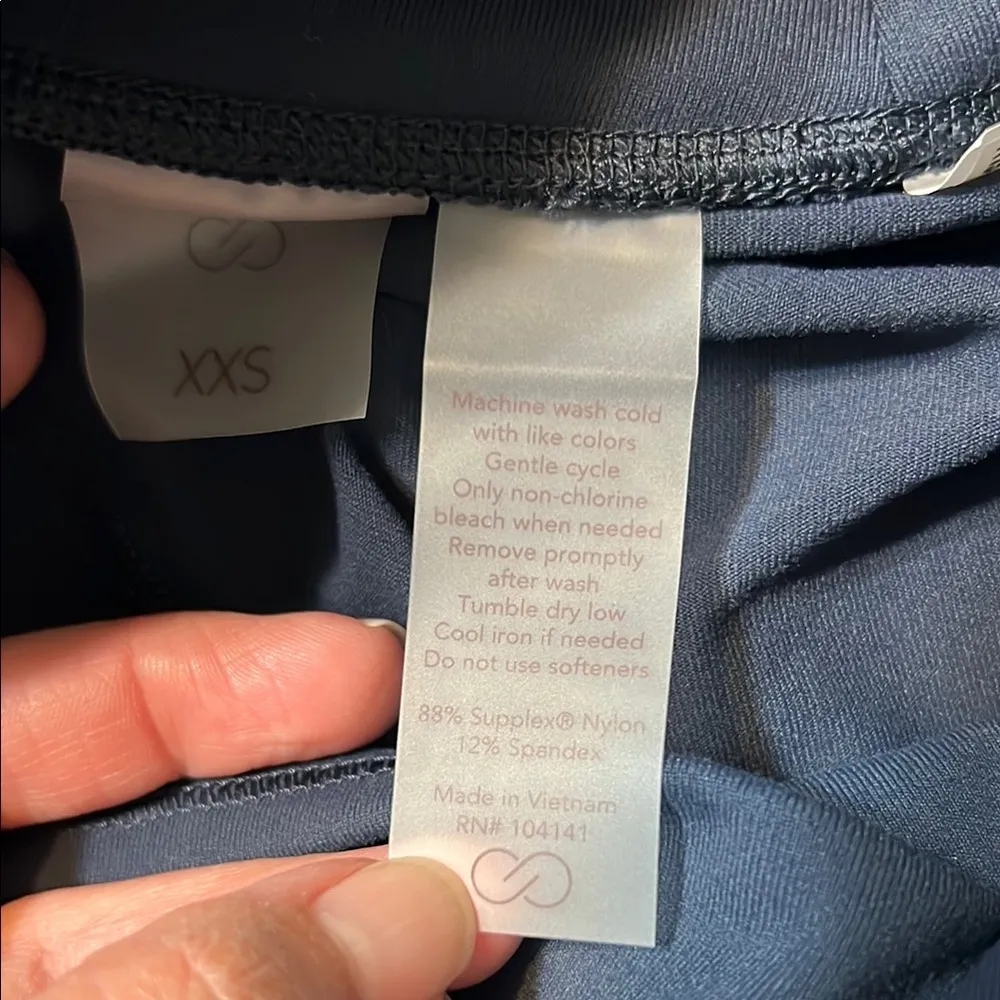 XXS
Machine wash cold
with like colors
Gentle cycle
Only non-chlorine
bleach when needed
Remove promptly
after wash
Tumble dry low
Cool iron if needed
Do not use softeners
88% Supplex® Nylon
12% Spandex
Made in Vietnam
RN# 104141